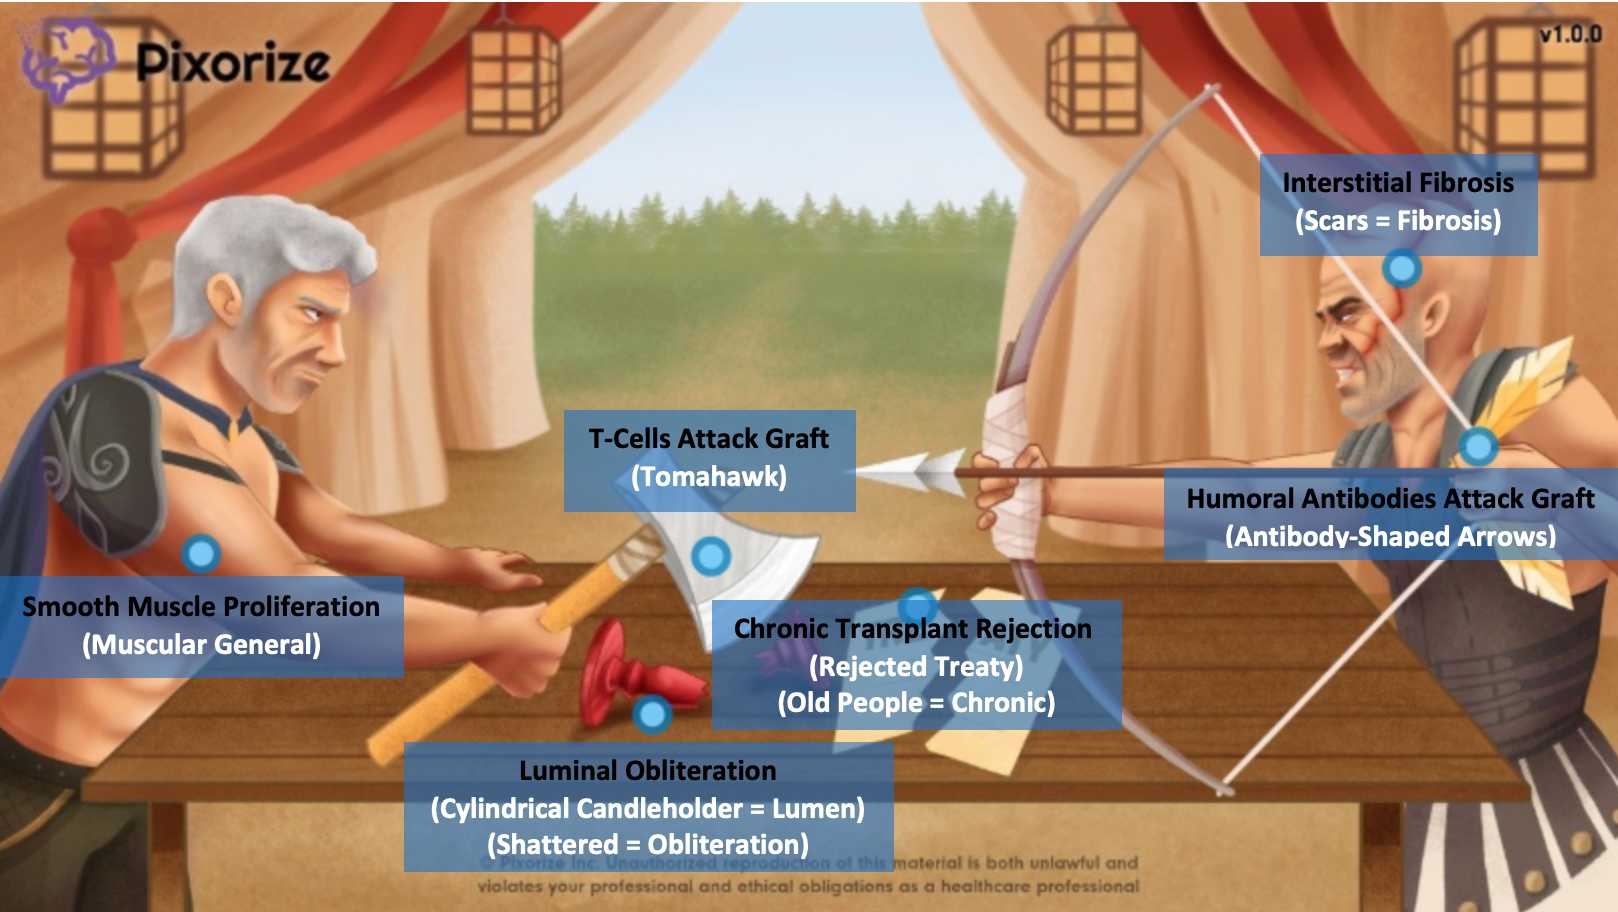 Pixorize
v1.0.0
Interstitial Fibrosis
(Scars = Fibrosis)
T-Cells Attack Graft
(Tomahawk)
Humoral Antibodies Attack Graft
(Antibody-Shaped Arrows)
Smooth Muscle Proliferation
(Muscular General)
Chronic Transplant Rejection
(Rejected Treaty)
(Old People = Chronic)
Luminal Obliteration
(Cylindrical Candleholder = Lumen)
(Shattered = Obliteration)
© Pixorize Inc. Unauthorized reproduction of this material is both unlawful and
violates your professional and ethical obligations as a healthcare professional